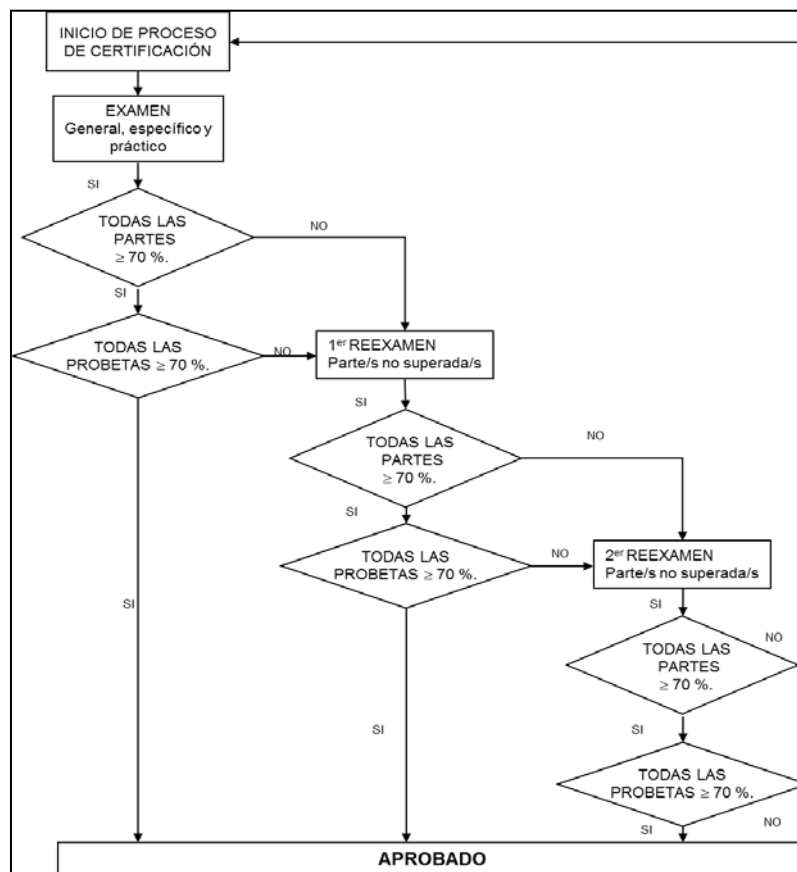 INICIO DE PROCESO
DE CERTIFICACIÓN
EXAMEN
General, específico y
práctico
SI
TODAS LAS
PARTES
≥ 70 %.
NO
SI
TODAS LAS
PROBETAS ≥ 70 %.
NO
1er REEXAMEN
Parte/s no superada/s
SI
TODAS LAS
PARTES
≥ 70 %.
NO
SI
TODAS LAS
PROBETAS ≥ 70 %.
NO
2er REEXAMEN
Parte/s no superada/s
SI
SI
TODAS LAS
PARTES
≥ 70 %.
NO
SI
SI
TODAS LAS
PROBETAS ≥ 70 %.
SI
NO
APROBADO